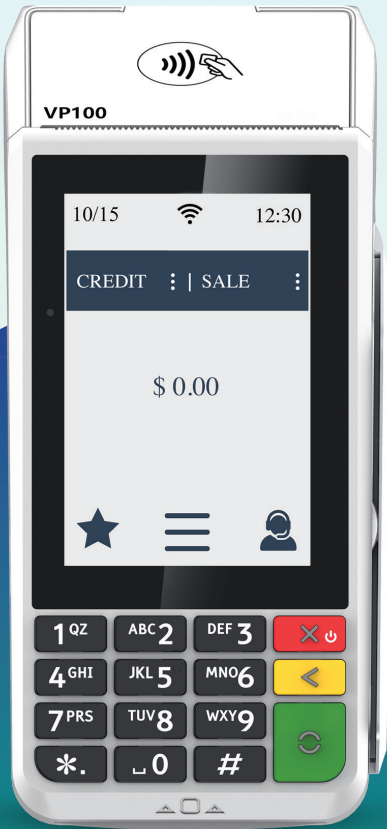 VP100
10/15 12:30
CREDIT ⋮ | SALE ⋮
$ 0.00
1 QZ ABC 2 DEF 3
4 GHI JKL 5 MNO 6
7 PRS TUV 8 WXY 9 
*. ␣ 0 #